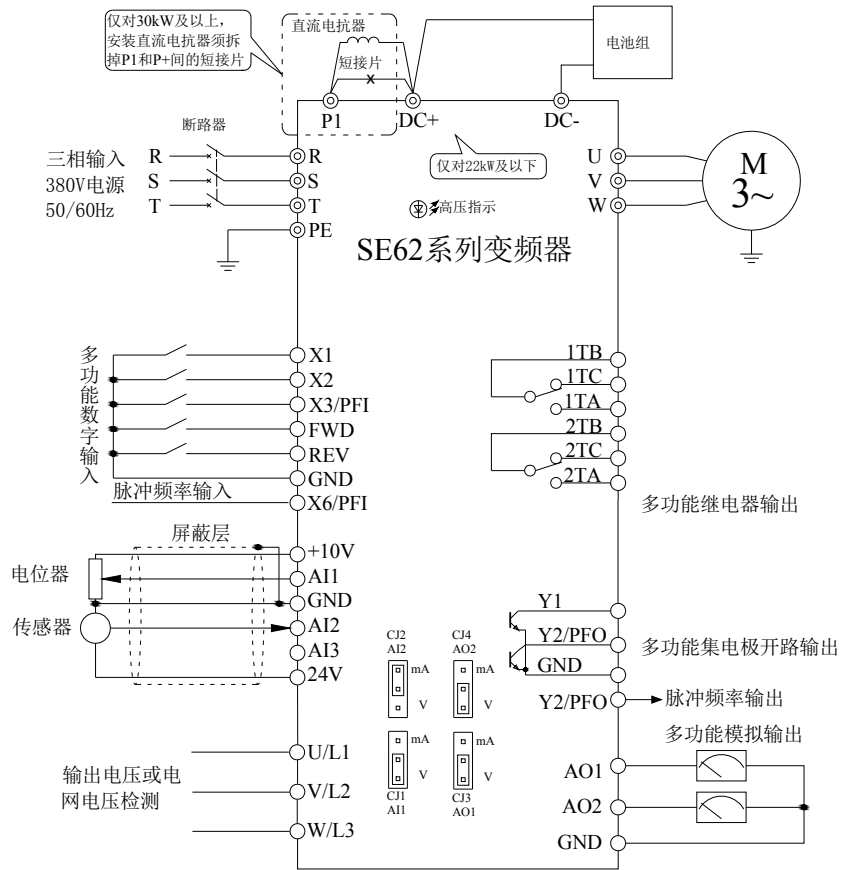 仅对30kW及以上,
安装直流电抗器须拆
掉P1和P+间的短接片
直流电抗器
短接片
电池组
P1
DC+
DC-
断路器
三相输入
380V电源
50/60Hz
R
S
T
R
S
T
PE
仅对22kW及以下
高压指示
SE62系列变频器
U
V
W
M
3~
多功能数字输入
X1
X2
X3/PFI
FWD
REV
GND
X6/PFI
脉冲频率输入
1TB
1TC
1TA
2TB
2TC
2TA
多功能继电器输出
屏蔽层
电位器
传感器
+10V
AI1
GND
AI2
AI3
24V
CJ2
AI2
mA
V
CJ4
AO2
mA
V
mA
V
CJ1
AI1
mA
V
CJ3
AO1
Y1
Y2/PFO
GND
多功能集电极开路输出
Y2/PFO
脉冲频率输出
多功能模拟输出
AO1
AO2
GND
输出电压或电
网电压检测
U/L1
V/L2
W/L3